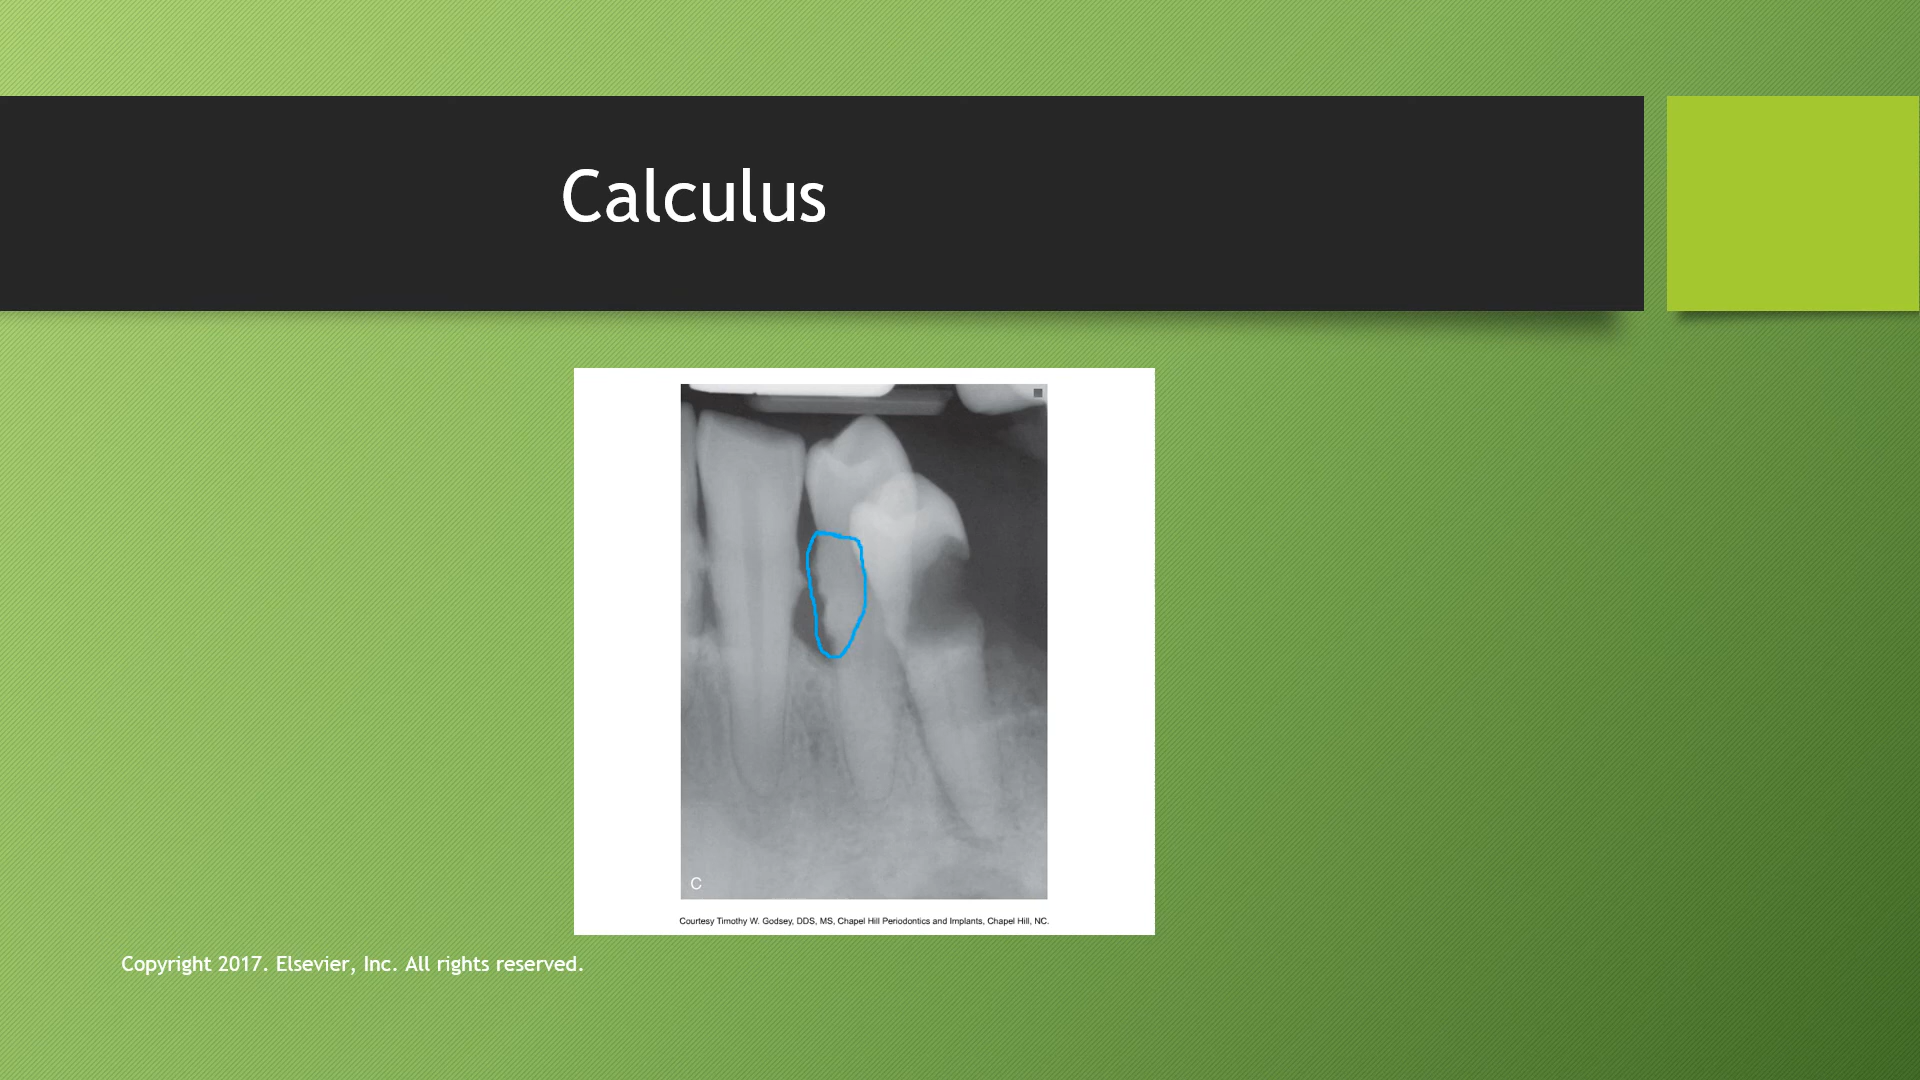 Calculus
C
Courtesy Timothy W. Godsey, DDS, MS, Chapel Hill Periodontics and Implants, Chapel Hill, NC.
Copyright 2017. Elsevier, Inc. All rights reserved.